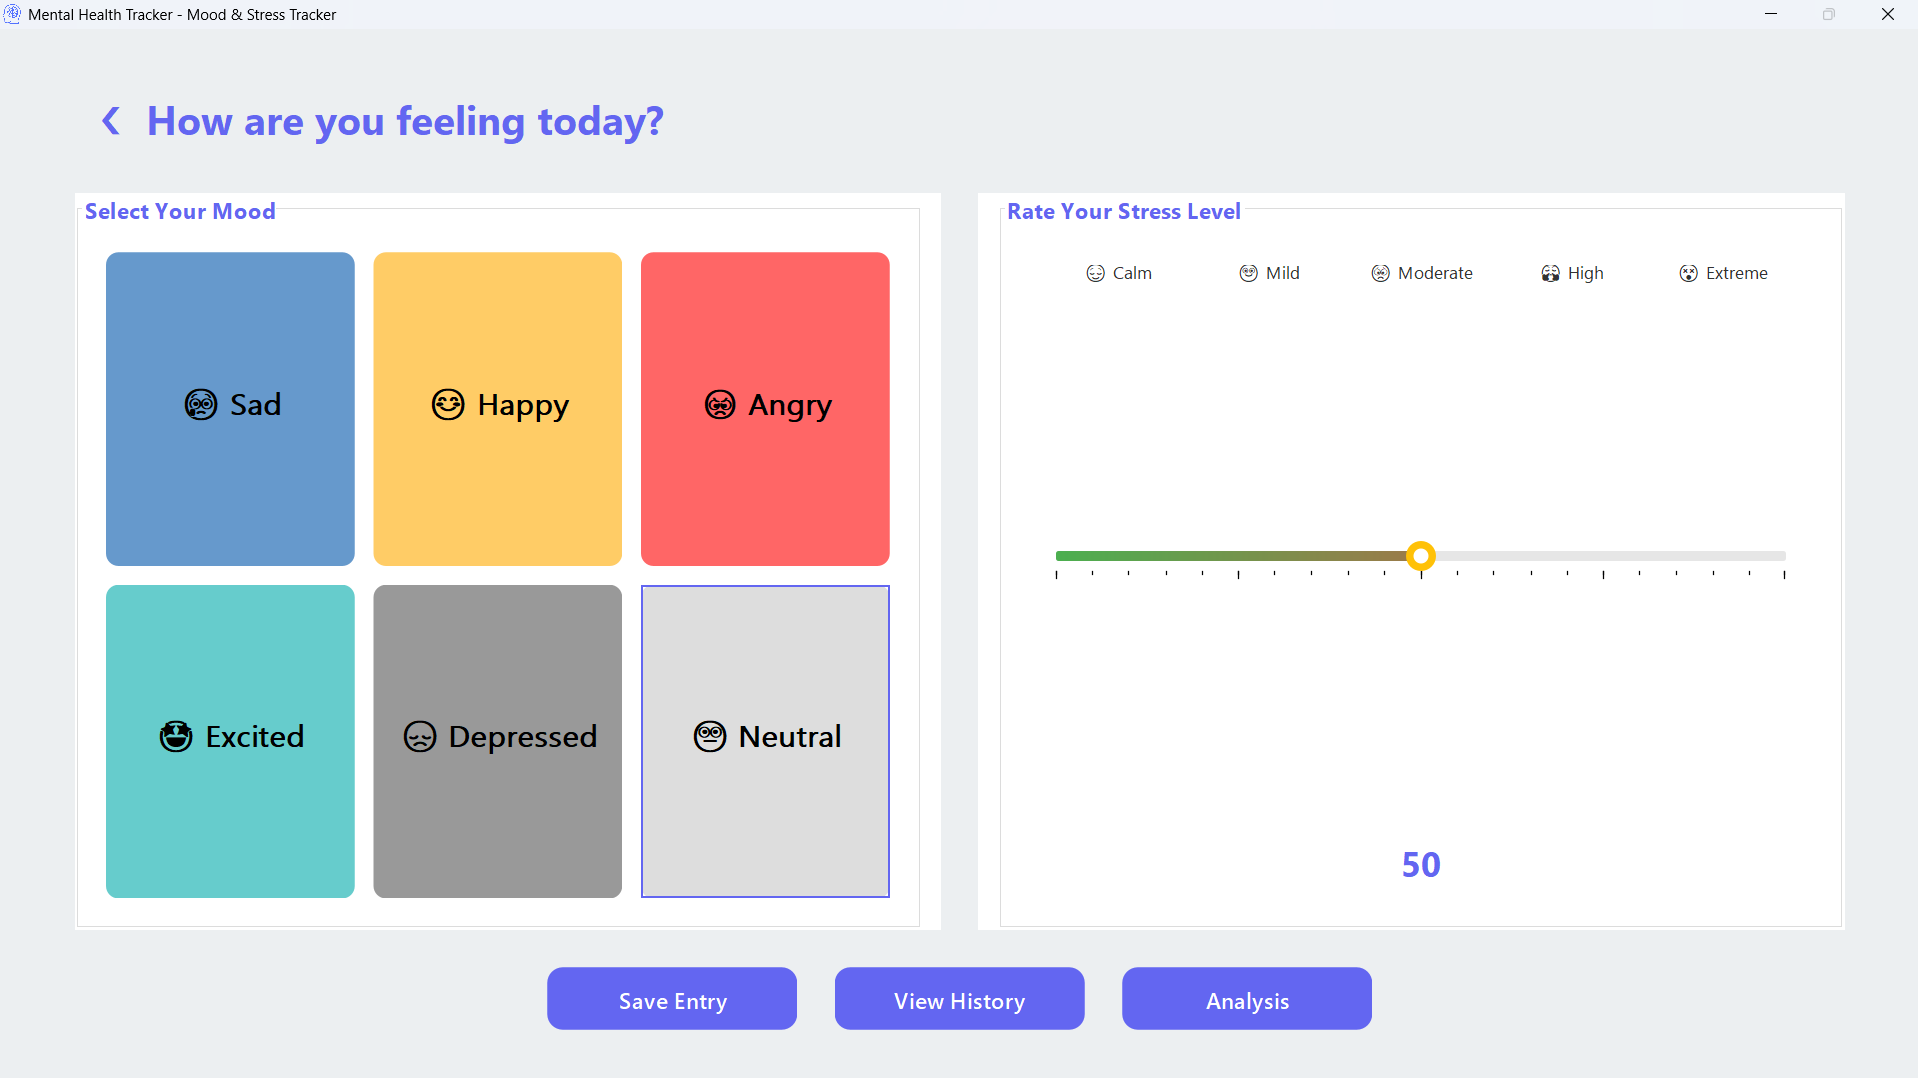 Mental Health Tracker - Mood & Stress Tracker
How are you feeling today?
Select Your Mood
Sad
Happy
Angry
Excited
Depressed
Neutral
Rate Your Stress Level
Calm
Mild
Moderate
High
Extreme
50
Save Entry
View History
Analysis